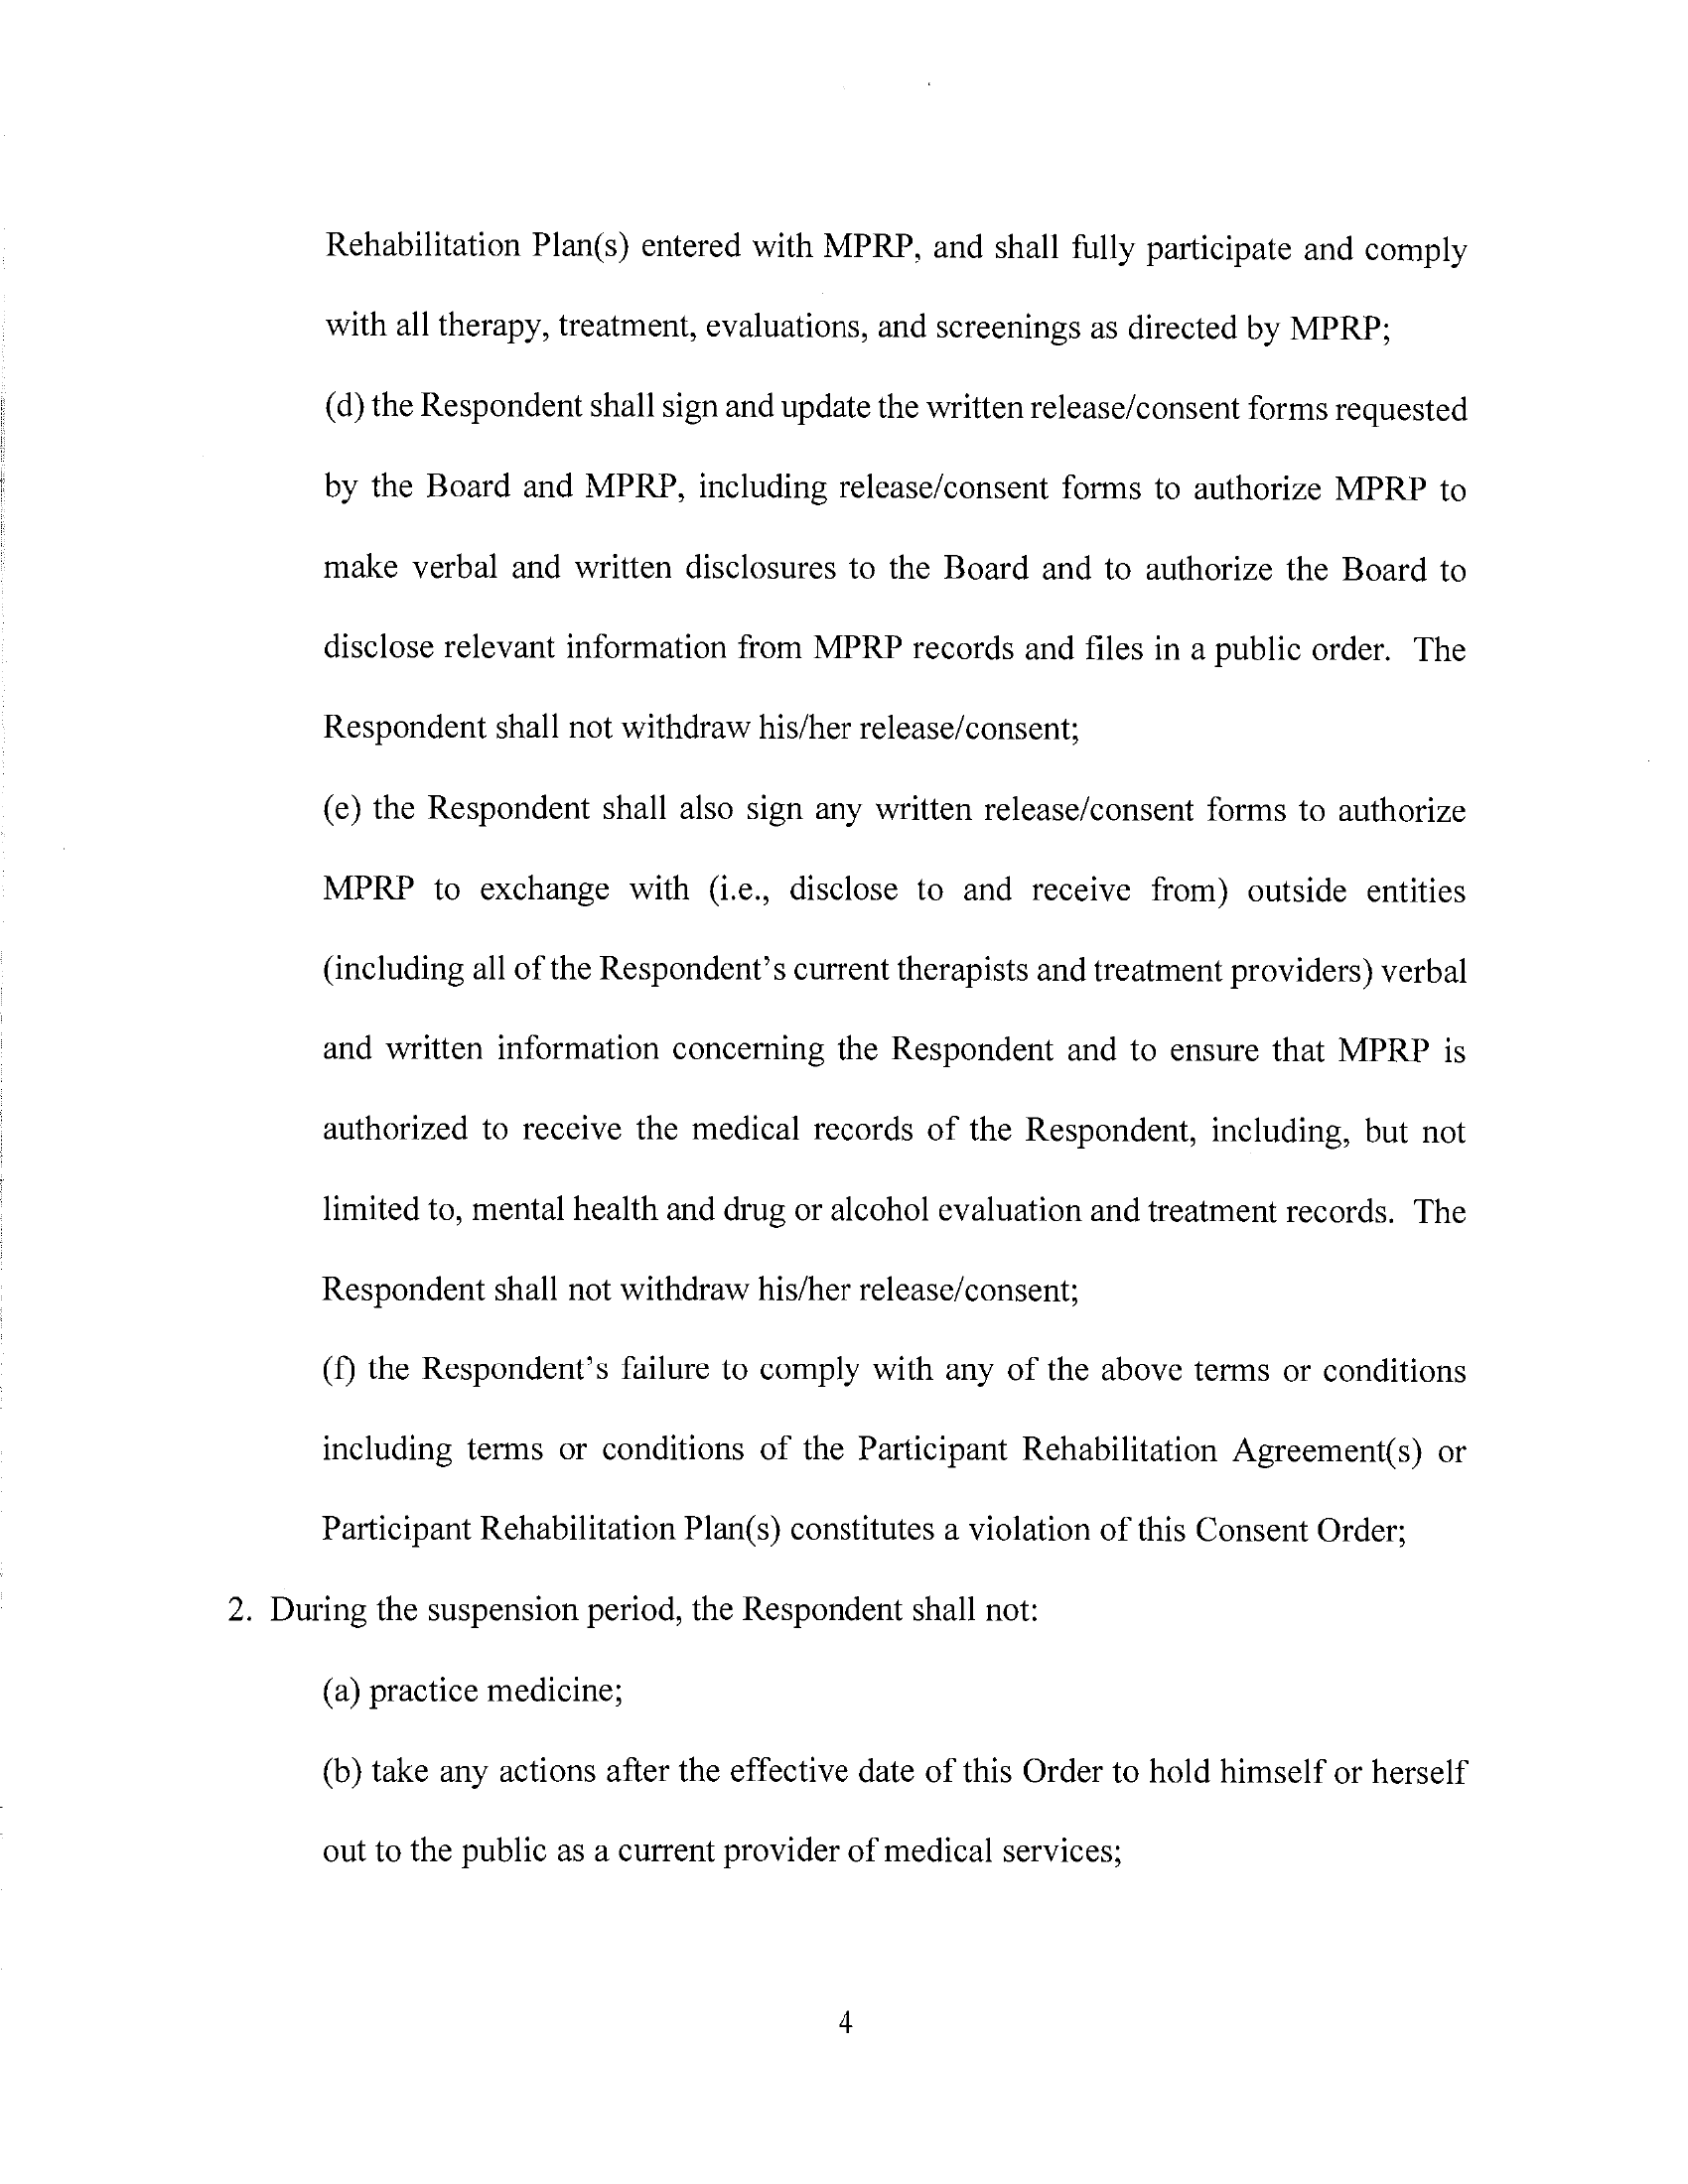 Rehabilitation Plan(s) entered with MPRP, and shall fully participate and comply
with all therapy, treatment, evaluations, and screenings as directed by MPRP;
(d) the Respondent shall sign and update the written release/consent forms requested
by the Board and MPRP, including release/consent forms to authorize MPRP to
make verbal and written disclosures to the Board and to authorize the Board to
disclose relevant information from MPRP records and files in a public order. The
Respondent shall not withdraw his/her release/consent;
(e) the Respondent shall also sign any written release/consent forms to authorize
MPRP to exchange with (i.e., disclose to and receive from) outside entities
(including all of the Respondent's current therapists and treatment providers) verbal
and written information concerning the Respondent and to ensure that MPRP is
authorized to receive the medical records of the Respondent, including, but not
limited to, mental health and drug or alcohol evaluation and treatment records. The
Respondent shall not withdraw his/her release/consent;
(f) the Respondent's failure to comply with any of the above terms or conditions
including terms or conditions of the Participant Rehabilitation Agreement(s) or
Participant Rehabilitation Plan(s) constitutes a violation of this Consent Order;
2. During the suspension period, the Respondent shall not:
(a) practice medicine;
(b) take any actions after the effective date of this Order to hold himself or herself
out to the public as a current provider of medical services;
4